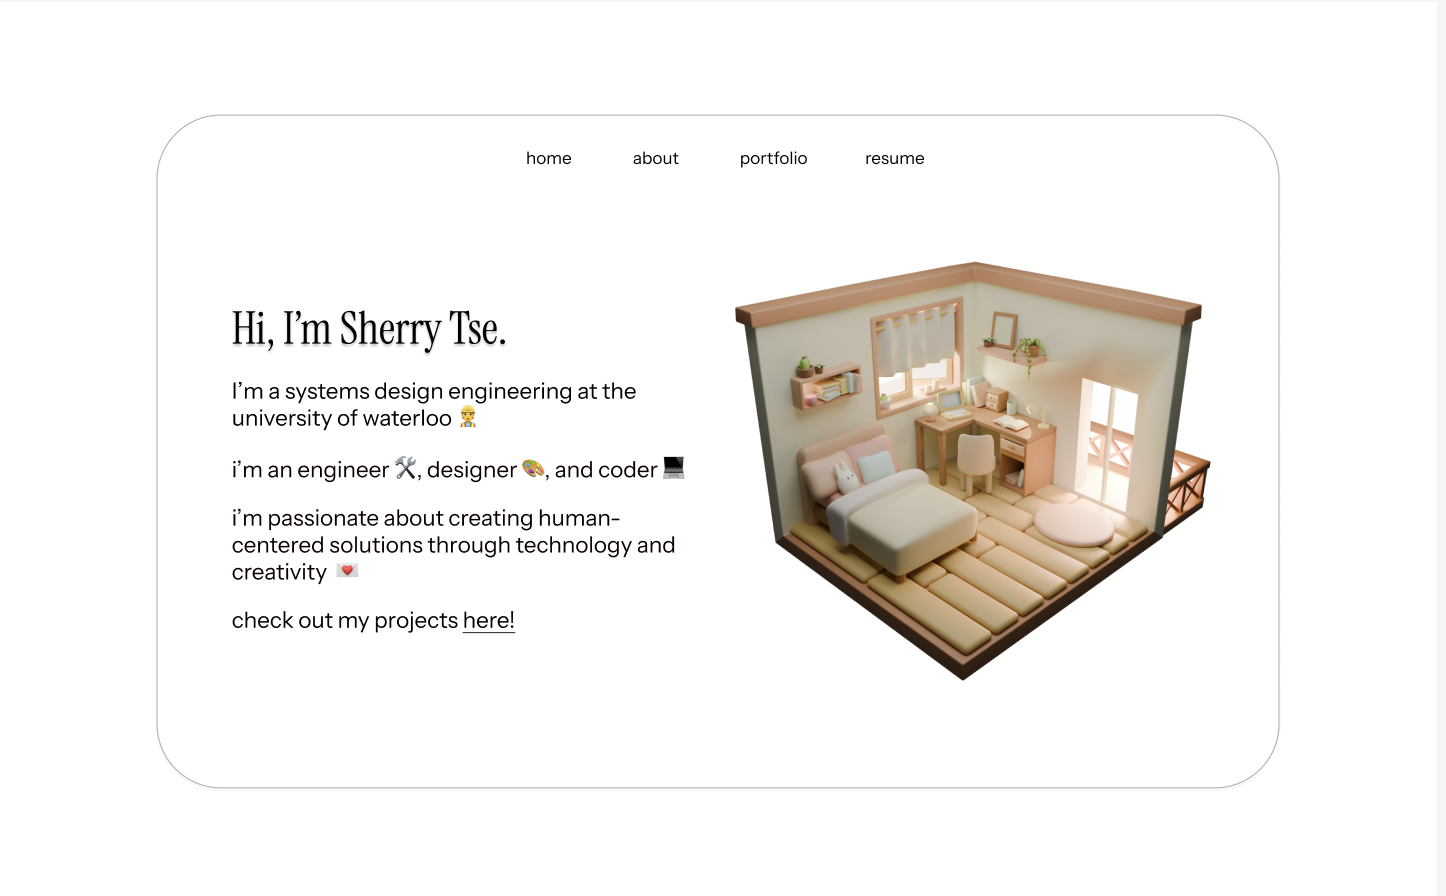 home about portfolio resume
Hi, I’m Sherry Tse.
I’m a systems design engineering at the
university of waterloo 👷
i’m an engineer 🛠️, designer 🎨, and coder 💻
i’m passionate about creating human-
centered solutions through technology and
creativity 💌
check out my projects here!